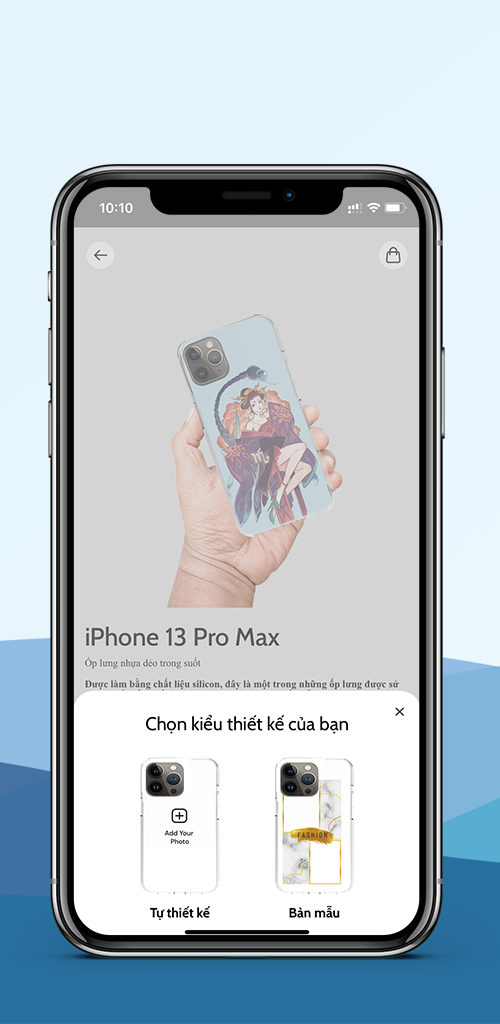 10:10
iPhone 13 Pro Max
Ốp lưng nhựa dẻo trong suốt
Được làm bằng chất liệu silicon, đây là một trong những ốp lưng được sử
Chọn kiểu thiết kế của bạn
Add Your
Photo
FASHION
Tự thiết kế
Bản mẫu